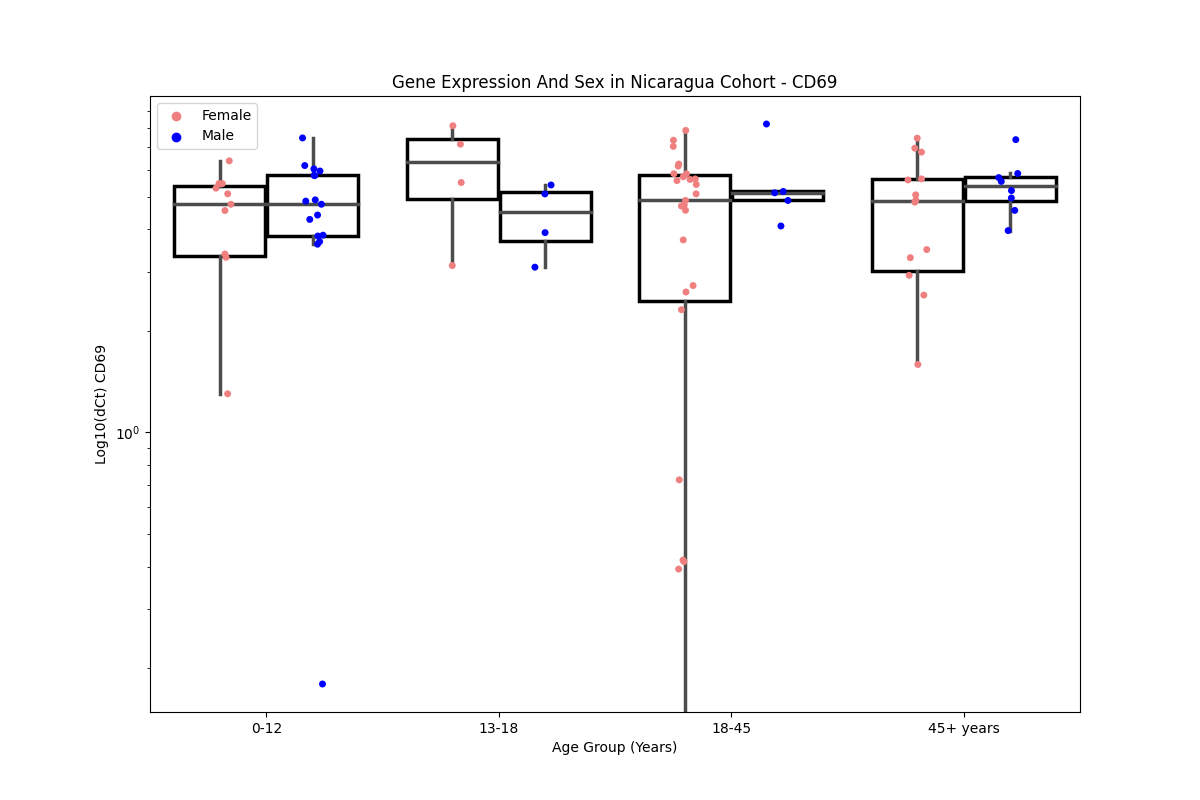 Gene Expression And Sex in Nicaragua Cohort - CD69
Female
Male
Log10(dCt) CD69
10⁰
0-12
13-18
18-45
45+ years
Age Group (Years)